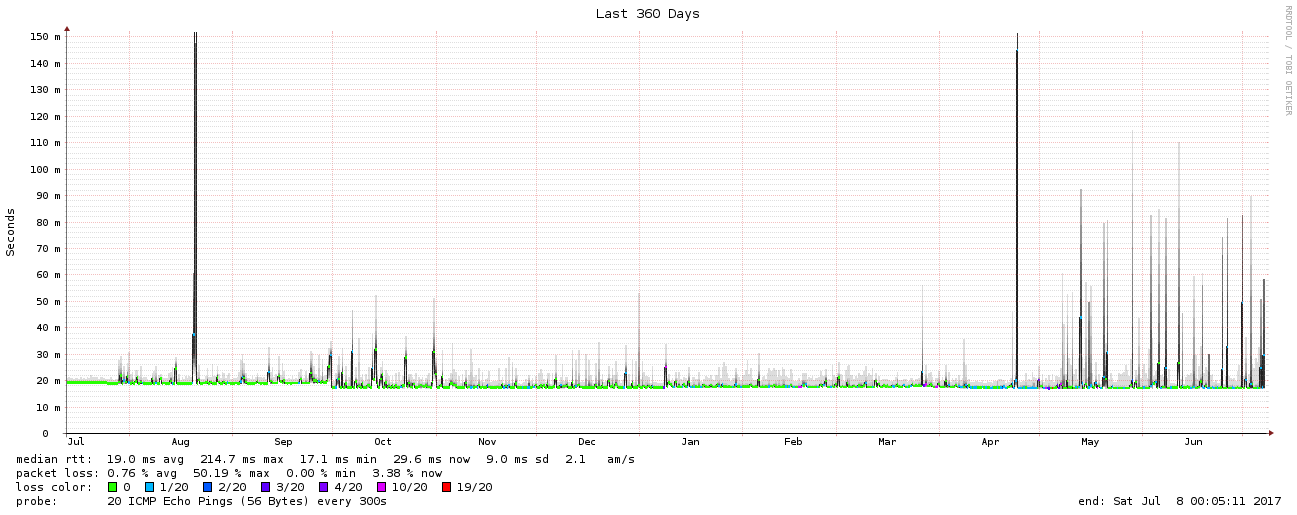 Last 360 Days
RRDTOOL / TOBI OETIKER
Seconds
150 m
140 m
130 m
120 m
110 m
100 m
90 m
80 m
70 m
60 m
50 m
40 m
30 m
20 m
10 m
0
Jul Aug Sep Oct Nov Dec Jan Feb Mar Apr May Jun
median rtt: 19.0 ms avg 214.7 ms max 17.1 ms min 29.6 ms now 9.0 ms sd 2.1 am/s
packet loss: 0.76 % avg 50.19 % max 0.00 % min 3.38 % now
loss color: 0 1/20 2/20 3/20 4/20 10/20 19/20
probe: 20 ICMP Echo Pings (56 Bytes) every 300s end: Sat Jul 8 00:05:11 2017